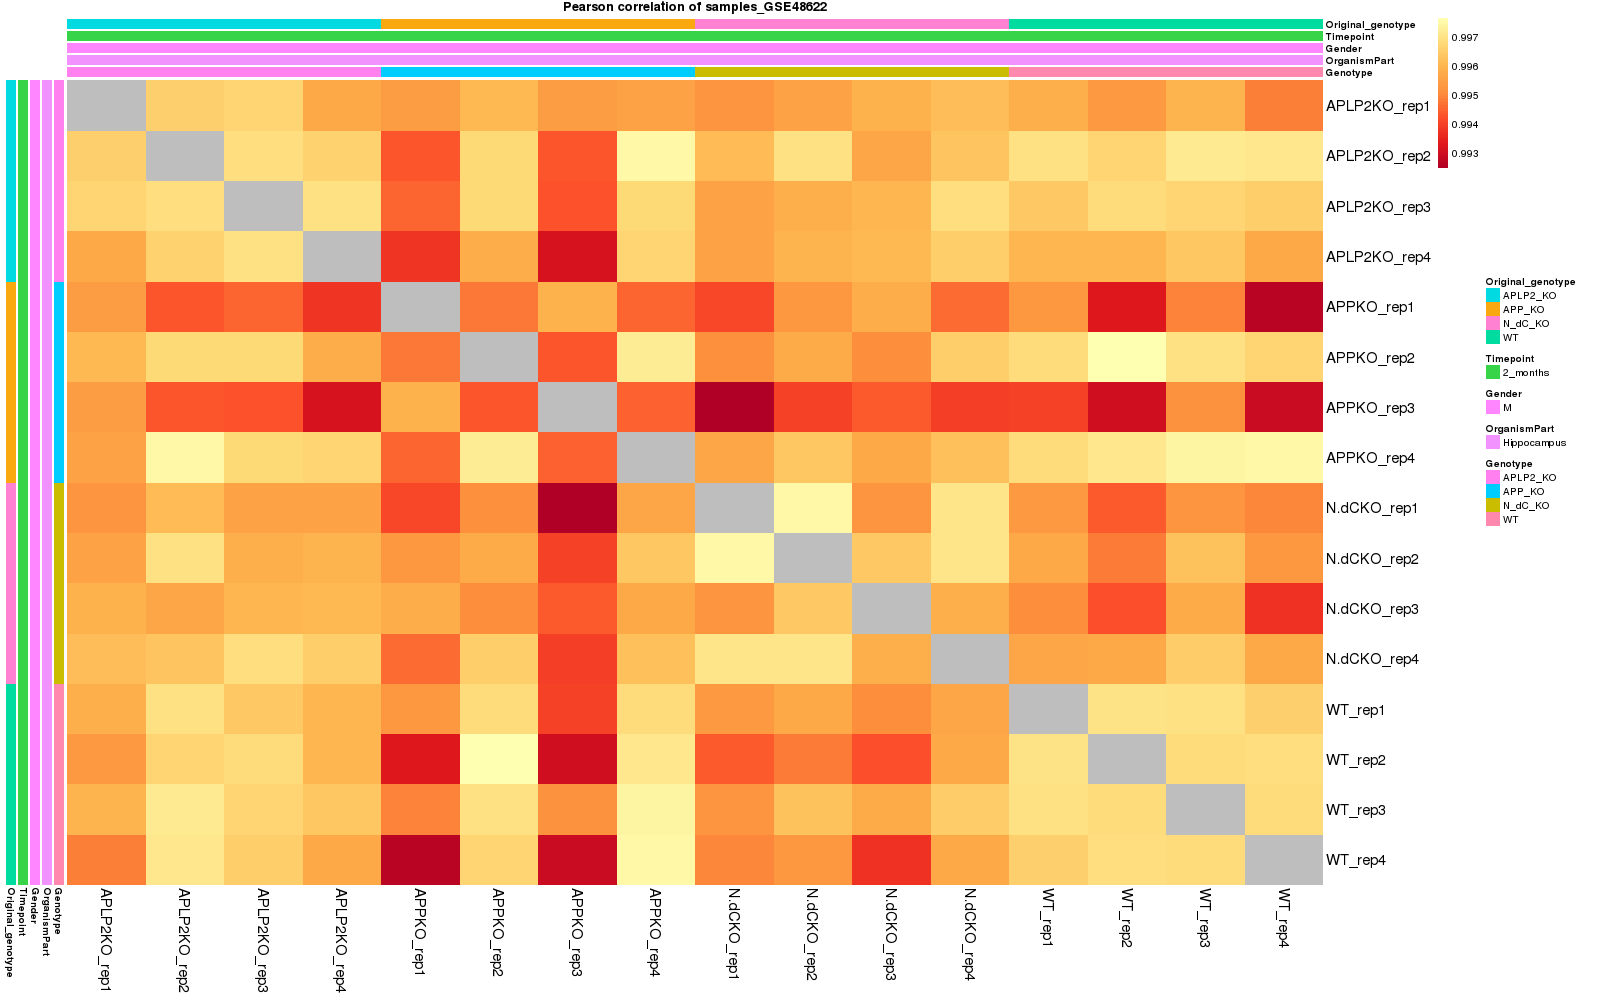 Pearson correlation of samples_GSE48622
Original_genotype
Timepoint
Gender
OrganismPart
Genotype
0.997
0.996
0.995
0.994
0.993
APLP2KO_rep1
APLP2KO_rep2
APLP2KO_rep3
APLP2KO_rep4
APPKO_rep1
APPKO_rep2
APPKO_rep3
APPKO_rep4
N.dCKO_rep1
N.dCKO_rep2
N.dCKO_rep3
N.dCKO_rep4
WT_rep1
WT_rep2
WT_rep3
WT_rep4
Original_genotype
APLP2_KO
APP_KO
N_dC_KO
WT
Timepoint
2_months
Gender
M
OrganismPart
Hippocampus
Genotype
APLP2_KO
APP_KO
N_dC_KO
WT
Original_genotype
Timepoint
Gender
OrganismPart
Genotype
APLP2KO_rep1
APLP2KO_rep2
APLP2KO_rep3
APLP2KO_rep4
APPKO_rep1
APPKO_rep2
APPKO_rep3
APPKO_rep4
N.dCKO_rep1
N.dCKO_rep2
N.dCKO_rep3
N.dCKO_rep4
WT_rep1
WT_rep2
WT_rep3
WT_rep4